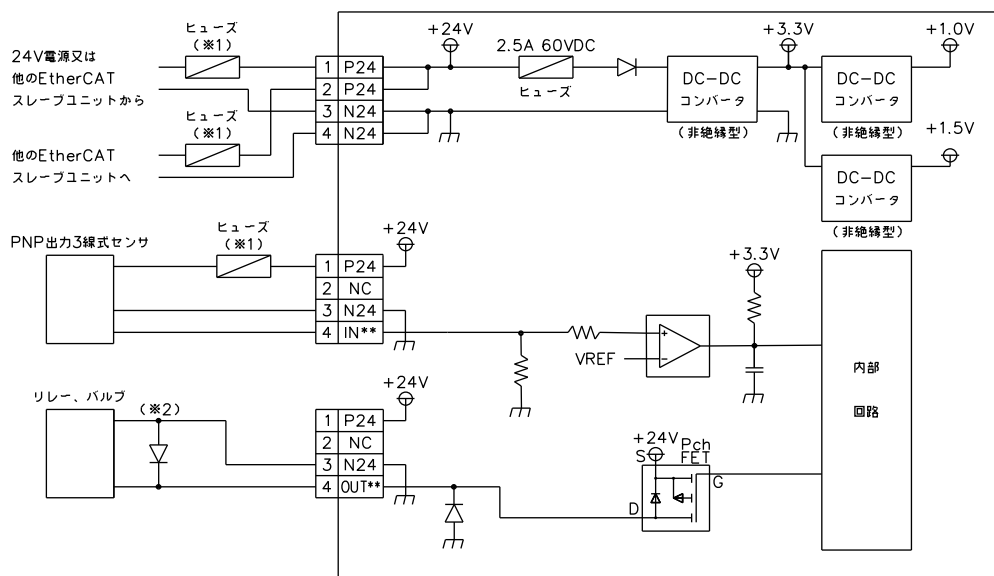 24V電源又は
他のEtherCAT
スレーブユニットから
ヒューズ
(※1)
ヒューズ
(※1)
他のEtherCAT
スレーブユニットへ
1 P24
2 P24
3 N24
4 N24
+24V
2.5A 60VDC
ヒューズ
DC-DC
コンバータ
(非絶縁型)
+3.3V
DC-DC
コンバータ
(非絶縁型)
+1.0V
+1.5V
DC-DC
コンバータ
(非絶縁型)
PNP出力3線式センサ
ヒューズ
(※1)
1 P24
2 NC
3 N24
4 IN**
+24V
VREF
+
-
+3.3V
内部
回路
リレー、バルブ
(※2)
1 P24
2 NC
3 N24
4 OUT**
+24V
+24V
S
Pch
FET
G
D